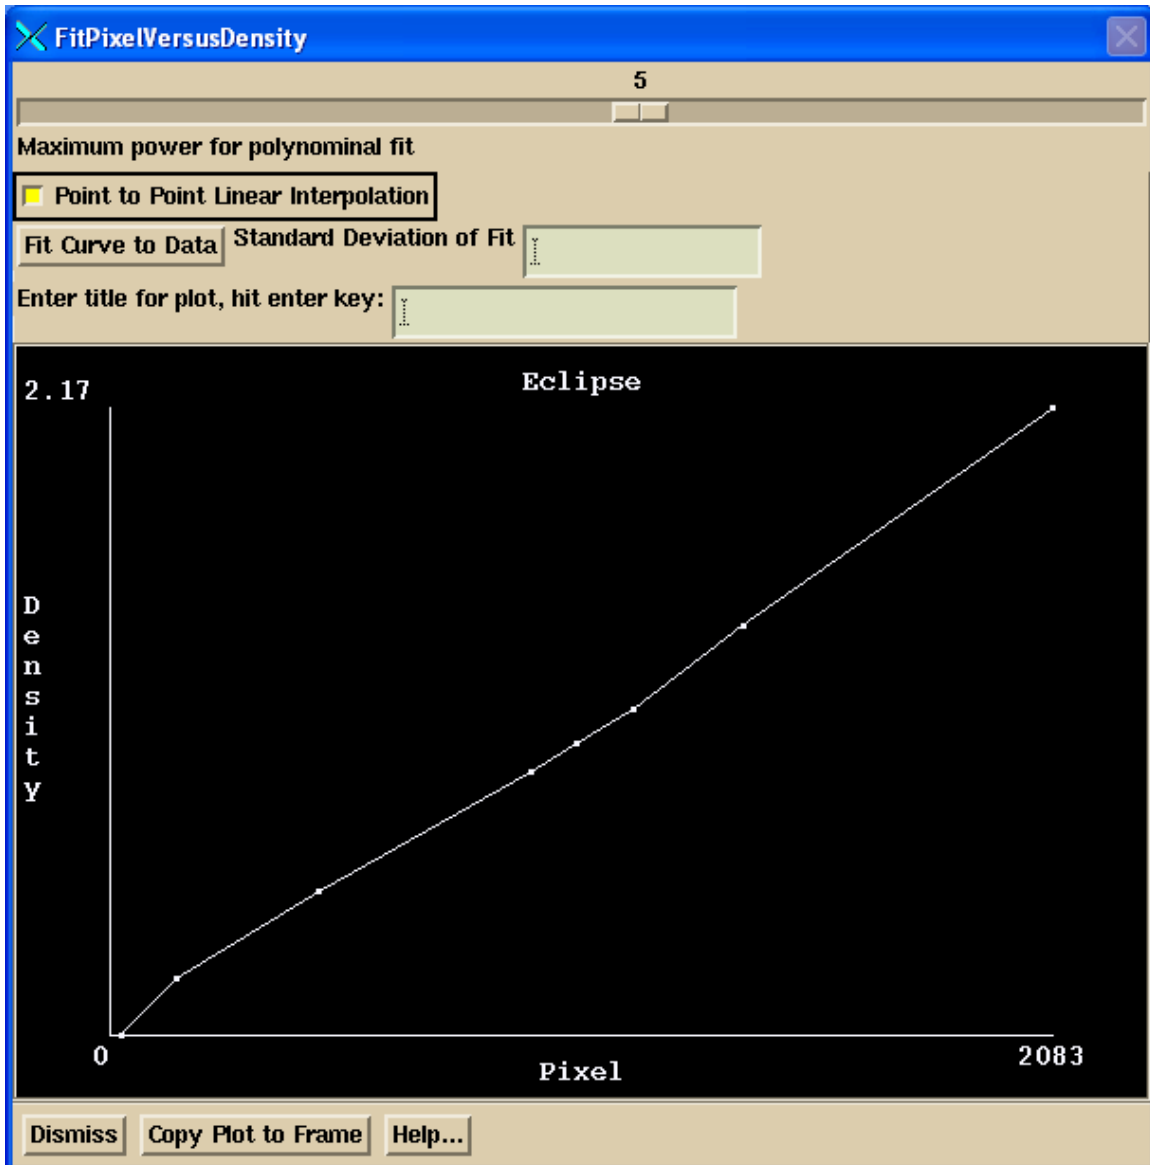 FitPixelVersusDensity
5
Maximum power for polynominal fit
Point to Point Linear Interpolation
Fit Curve to Data Standard Deviation of Fit
Enter title for plot, hit enter key:
Eclipse
2.17
Density
0 2083
Pixel
Dismiss Copy Plot to Frame Help...